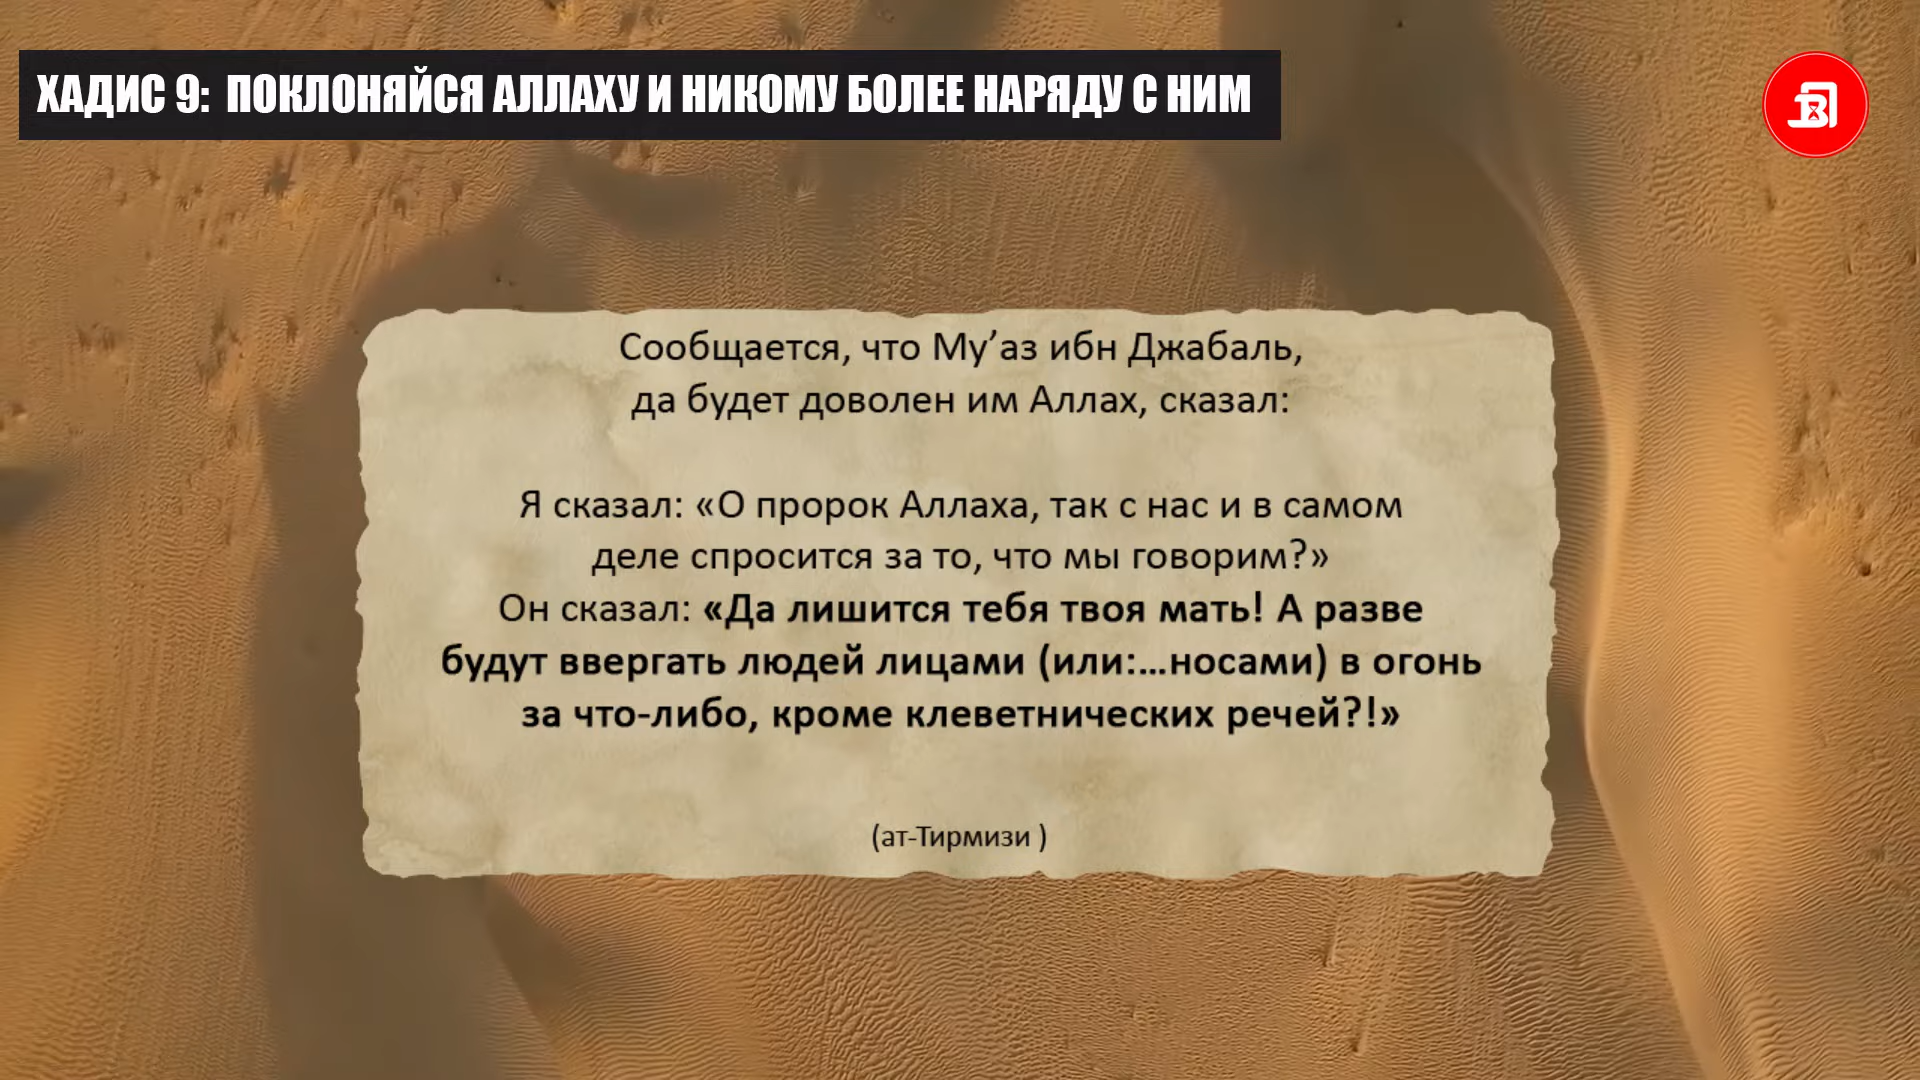 ХАДИС 9: ПОКЛОНЯЙСЯ АЛЛАХУ И НИКОМУ БОЛЕЕ НАРЯДУ С НИМ
Сообщается, что Му’аз ибн Джабаль,
да будет доволен им Аллах, сказал:
Я сказал: «О пророк Аллаха, так с нас и в самом
деле спросится за то, что мы говорим?»
Он сказал: «Да лишится тебя твоя мать! А разве
будут ввергать людей лицами (или:…носами) в огонь
за что-либо, кроме клеветнических речей?!»
(ат-Тирмизи )